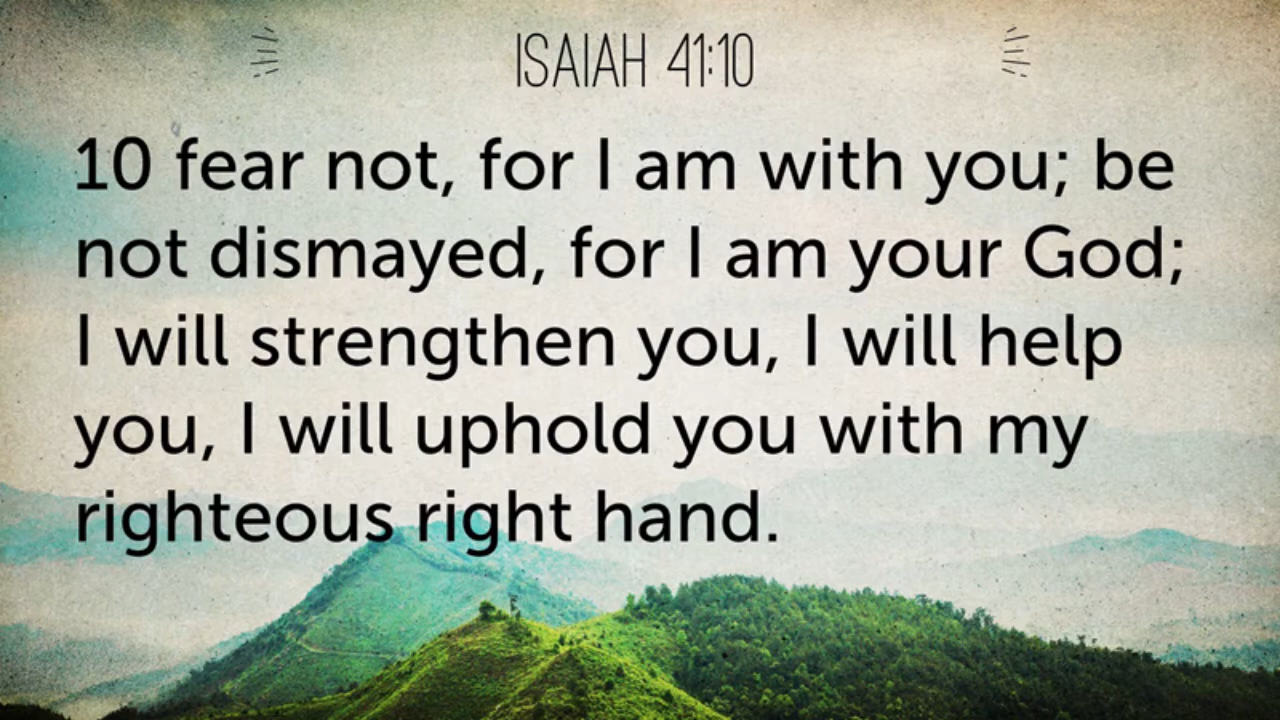 ISAIAH 41:10
10 fear not, for I am with you; be
not dismayed, for I am your God;
I will strengthen you, I will help
you, I will uphold you with my
righteous right hand.